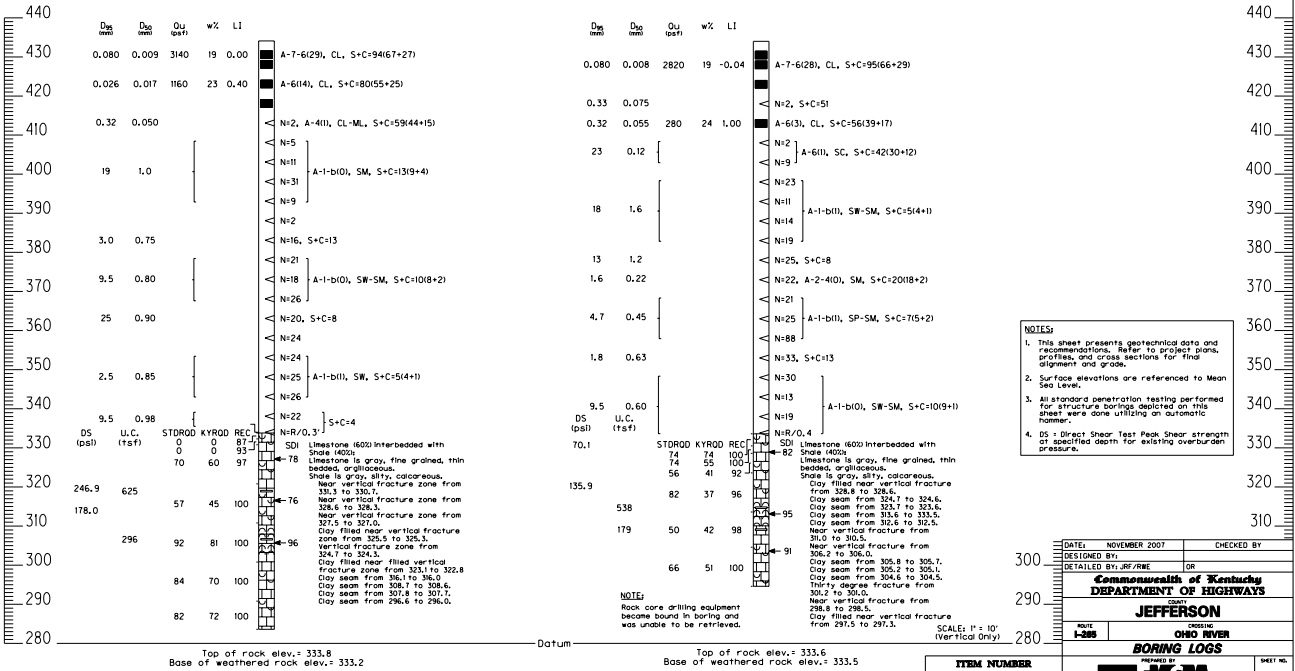 440
430
420
410
400
390
380
370
360
350
340
330
320
310
300
290
280
D95 (mm) D50 (mm) Qu (psf) w% LI
0.080 0.009 3140 19 0.00 A-7-6(29), CL, S+C=94(67+27)
0.026 0.017 1160 23 0.40 A-6(14), CL, S+C=80(55+25)
0.32 0.050 N=2, A-4(1), CL-ML, S+C=59(44+15)
N=5
N=11
19 1.0 A-1-b(0), SM, S+C=13(9+4)
N=31
N=9
N=2
3.0 0.75 N=16, S+C=13
N=21
9.5 0.80 N=18 A-1-b(0), SW-SM, S+C=10(8+2)
N=26
25 0.90 N=20, S+C=8
N=24
N=24
2.5 0.85 N=25 A-1-b(1), SW, S+C=5(4+1)
N=26
9.5 0.98 N=22 S+C=4
N=R/0.3'
DS (psi) U.C. (tsf) STDRQD KYRQD REC SDI
0 0 87
0 0 93
70 60 97 78
246.9 625
178.0 57 45 100 76
296 92 81 100 96
84 70 100
82 72 100
Limestone (60%) interbedded with
Shale (40%):
Limestone is gray, fine grained, thin
bedded, argillaceous.
Shale is gray, silty, calcareous.
Near vertical fracture zone from
331.3 to 330.7.
Near vertical fracture zone from
328.6 to 328.3.
Near vertical fracture zone from
327.5 to 327.0.
Clay filled near vertical fracture
zone from 325.5 to 325.3.
Vertical fracture zone from
324.7 to 324.3.
Clay filled near filled vertical
fracture zone from 323.1 to 322.8
Clay seam from 316.1 to 316.0
Clay seam from 308.7 to 308.6.
Clay seam from 307.8 to 307.7.
Clay seam from 296.6 to 296.0.
Top of rock elev.= 333.8
Base of weathered rock elev.= 333.2
Datum
D95 (mm) D50 (mm) Qu (psf) w% LI
0.080 0.008 2820 19 -0.04 A-7-6(28), CL, S+C=95(66+29)
0.33 0.075 N=2, S+C=51
0.32 0.055 280 24 1.00 A-6(3), CL, S+C=56(39+17)
N=2
23 0.12 A-6(1), SC, S+C=42(30+12)
N=9
N=23
N=11
18 1.6 A-1-b(1), SW-SM, S+C=5(4+1)
N=14
N=19
13 1.2 N=25, S+C=8
1.6 0.22 N=22, A-2-4(0), SM, S+C=20(18+2)
N=21
4.7 0.45 N=25 A-1-b(1), SP-SM, S+C=7(5+2)
N=88
1.8 0.63 N=33, S+C=13
N=30
N=13
9.5 0.60 A-1-b(0), SW-SM, S+C=10(9+1)
N=19
N=R/0.4
DS (psi) U.C. (tsf) STDRQD KYRQD REC SDI
70.1 74 74 100 82
74 55 100
56 41 92
135.9 82 37 96
538 95
179 50 42 98
91
66 51 100
Limestone (60%) interbedded with
Shale (40%):
Limestone is gray, fine grained, thin
bedded, argillaceous.
Shale is gray, silty, calcareous.
Clay filled near vertical fracture
from 328.8 to 328.6.
Clay seam from 324.7 to 324.6.
Clay seam from 323.7 to 323.6.
Clay seam from 313.6 to 333.5.
Clay seam from 312.6 to 312.5.
Near vertical fracture from
311.0 to 310.5.
Near vertical fracture from
306.2 to 306.0.
Clay seam from 305.8 to 305.7.
Clay seam from 305.2 to 305.1.
Clay seam from 304.6 to 304.5.
Thirty degree fracture from
301.2 to 301.0.
Near vertical fracture from
298.8 to 298.5.
Clay filled near vertical fracture
from 297.5 to 297.3.
NOTE:
Rock core drilling equipment
became bound in boring and
was unable to be retrieved.
Top of rock elev.= 333.6
Base of weathered rock elev.= 333.5
SCALE: 1" = 10'
(Vertical Only)
440
430
420
410
400
390
380
370
360
350
340
330
320
310
300
290
280
NOTES:
1. This sheet presents geotechnical data and
recommendations. Refer to project plans,
profiles, and cross sections for final
alignment and grade.
2. Surface elevations are referenced to Mean
Sea Level.
3. All standard penetration testing performed
for structure borings depicted on this
sheet were done utilizing an automatic
hammer.
4. DS = Direct Shear Test Peak Shear strength
at specified depth for existing overburden
pressure.
DATE: NOVEMBER 2007 CHECKED BY
DESIGNED BY:
DETAILED BY: JRF/RWE OR
Commonwealth of Kentucky
DEPARTMENT OF HIGHWAYS
COUNTY
JEFFERSON
ROUTE CROSSING
I-265 OHIO RIVER
BORING LOGS
ITEM NUMBER PREPARED BY SHEET NO.